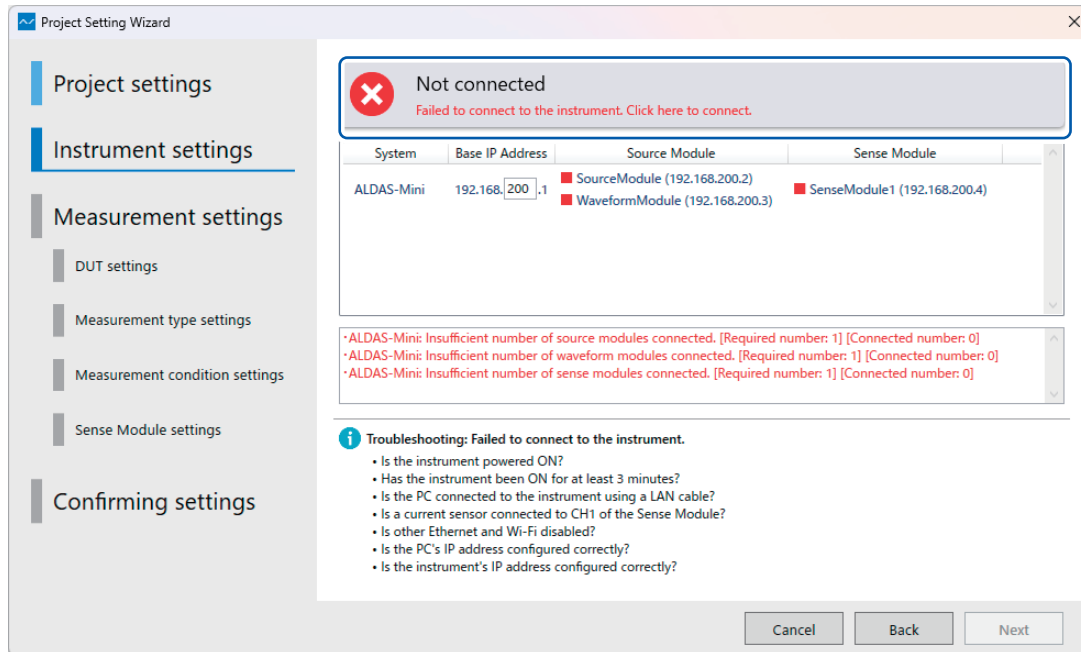 Project Setting Wizard
Project settings
Instrument settings
Measurement settings
DUT settings
Measurement type settings
Measurement condition settings
Sense Module settings
Confirming settings
Not connected
Failed to connect to the instrument. Click here to connect.
System Base IP Address Source Module Sense Module
ALDAS-Mini 192.168. 200 .1 SourceModule (192.168.200.2) SenseModule1 (192.168.200.4)
WaveformModule (192.168.200.3)
・ALDAS-Mini: Insufficient number of source modules connected. [Required number: 1] [Connected number: 0]
・ALDAS-Mini: Insufficient number of waveform modules connected. [Required number: 1] [Connected number: 0]
・ALDAS-Mini: Insufficient number of sense modules connected. [Required number: 1] [Connected number: 0]
Troubleshooting: Failed to connect to the instrument.
• Is the instrument powered ON?
• Has the instrument been ON for at least 3 minutes?
• Is the PC connected to the instrument using a LAN cable?
• Is a current sensor connected to CH1 of the Sense Module?
• Is other Ethernet and Wi-Fi disabled?
• Is the PC's IP address configured correctly?
• Is the instrument's IP address configured correctly?
Cancel Back Next